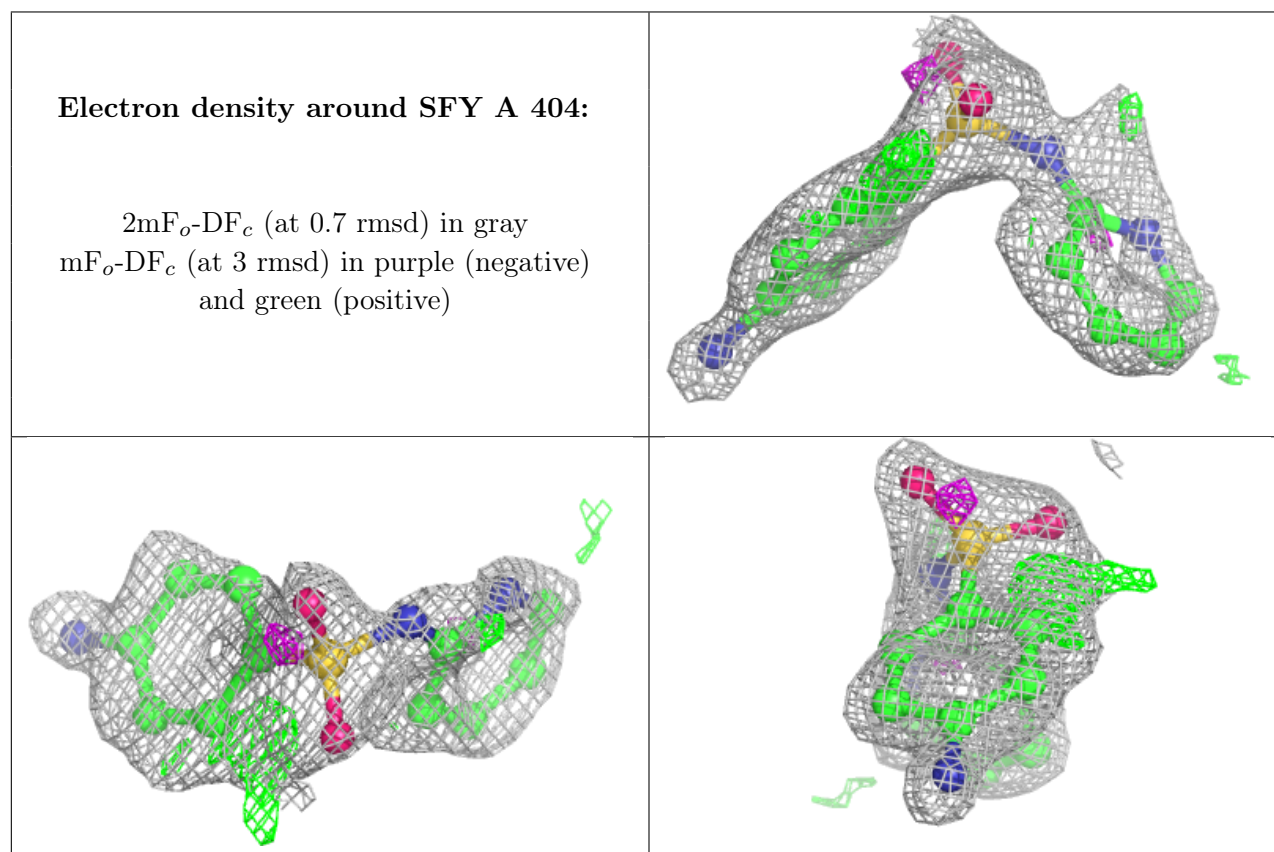 Electron density around SFY A 404:
2mFo-DFc (at 0.7 rmsd) in gray
mFo-DFc (at 3 rmsd) in purple (negative)
and green (positive)